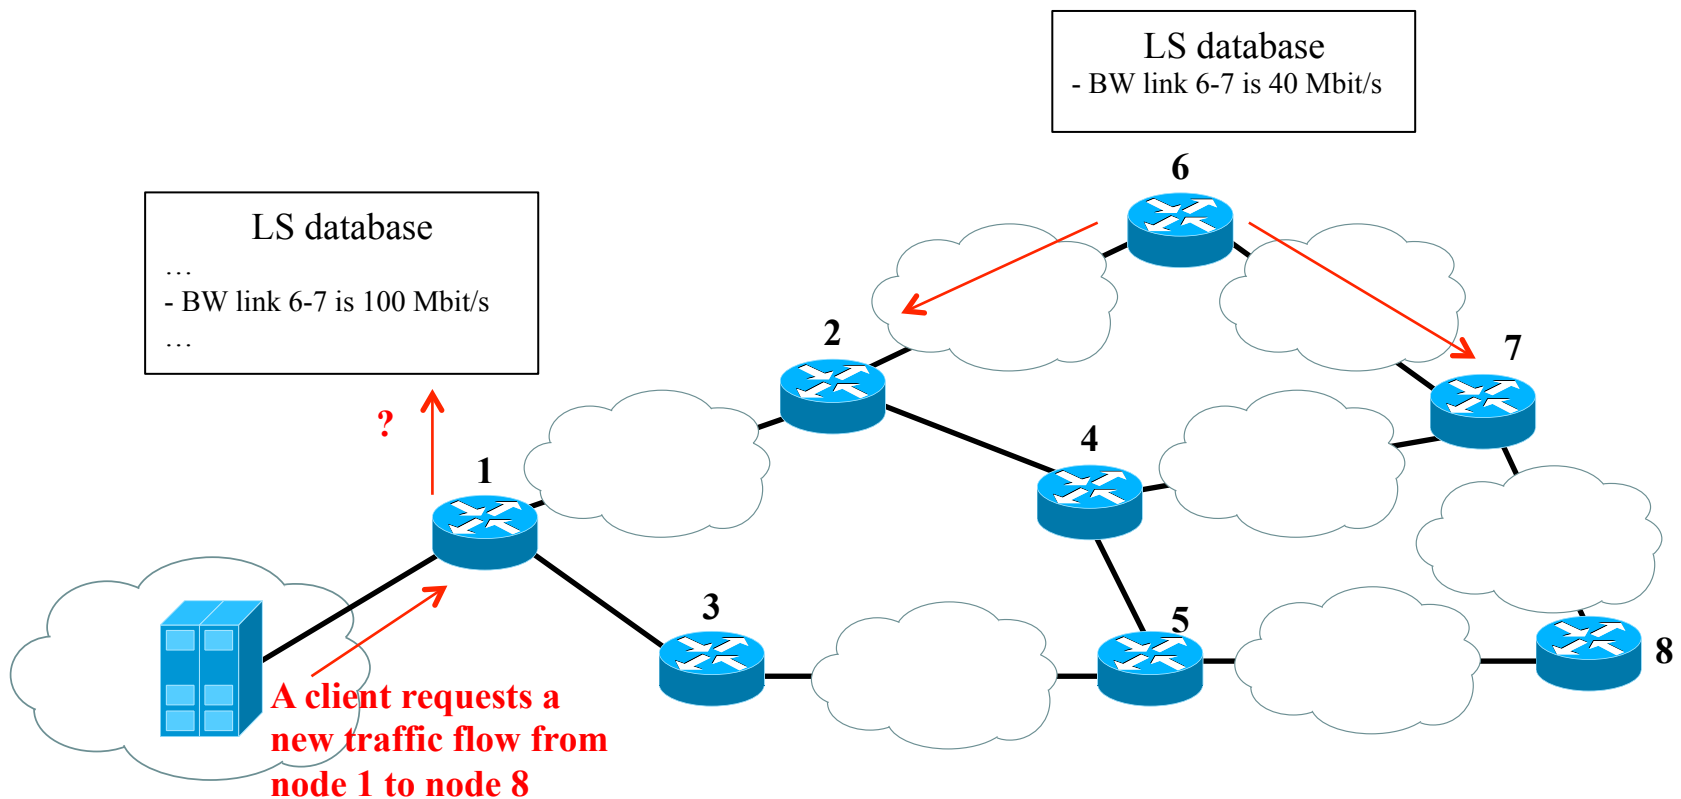 LS database
- BW link 6-7 is 40 Mbit/s
6
LS database
…
- BW link 6-7 is 100 Mbit/s
…
2
7
?
4
1
3
5
8
A client requests a
new traffic flow from
node 1 to node 8